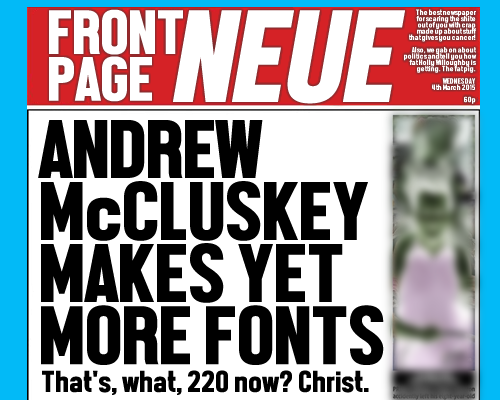 FRONT
PAGE
NEUE
The best newspaper
for scaring the shite
out of you with crap
made up about stuff
that gives you cancer!
Also, we gab on about
politics and tell you how
fat Holly Willoughby is
getting. The fat pig.
WEDNESDAY
4th March 2015
60p
ANDREW
McCLUSKEY
MAKES YET
MORE FONTS
That's, what, 220 now? Christ.